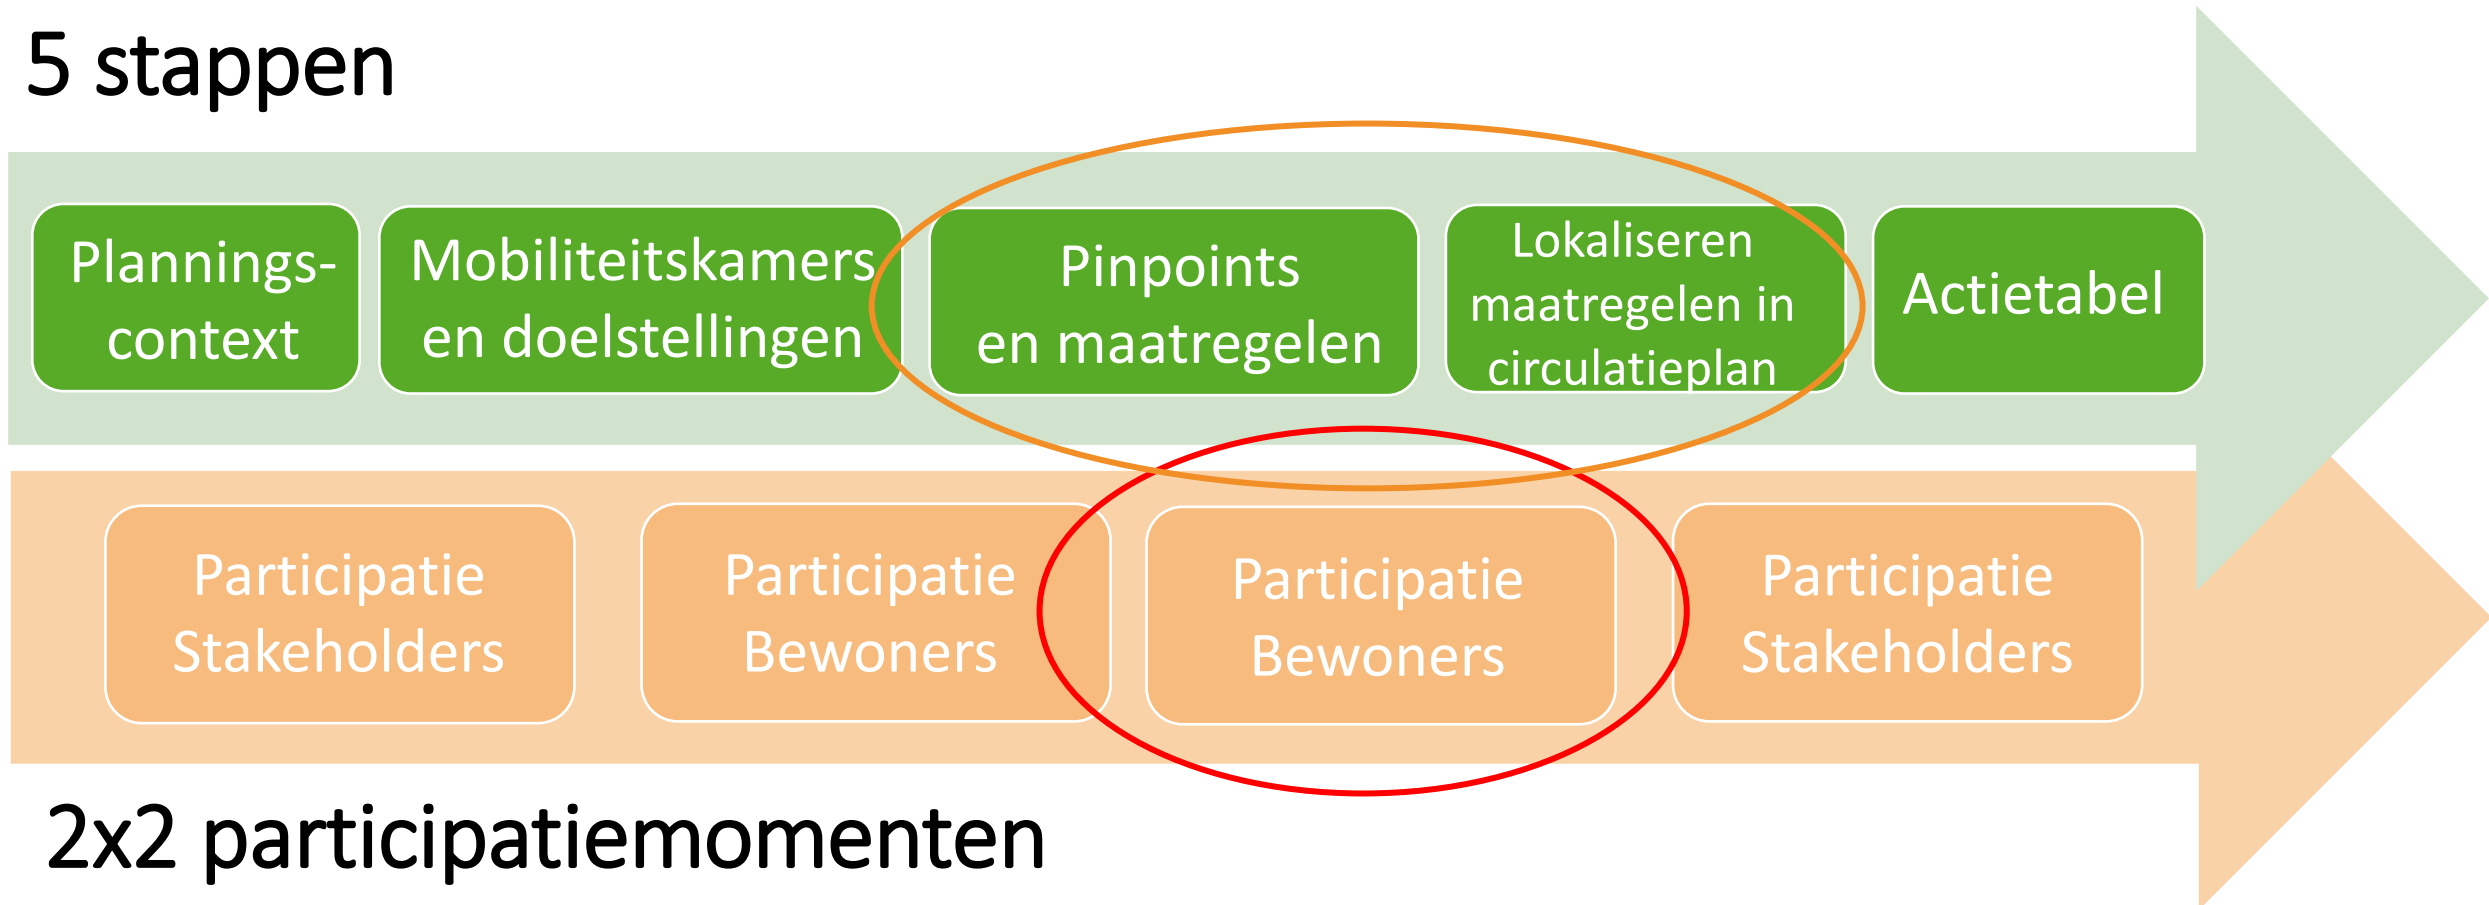 5 stappen
Plannings-
context
Mobiliteitskamers
en doelstellingen
Pinpoints
en maatregelen
Lokaliseren
maatregelen in
circulatieplan
Actietabel
Participatie
Stakeholders
Participatie
Bewoners
Participatie
Bewoners
Participatie
Stakeholders
2x2 participatiemomenten